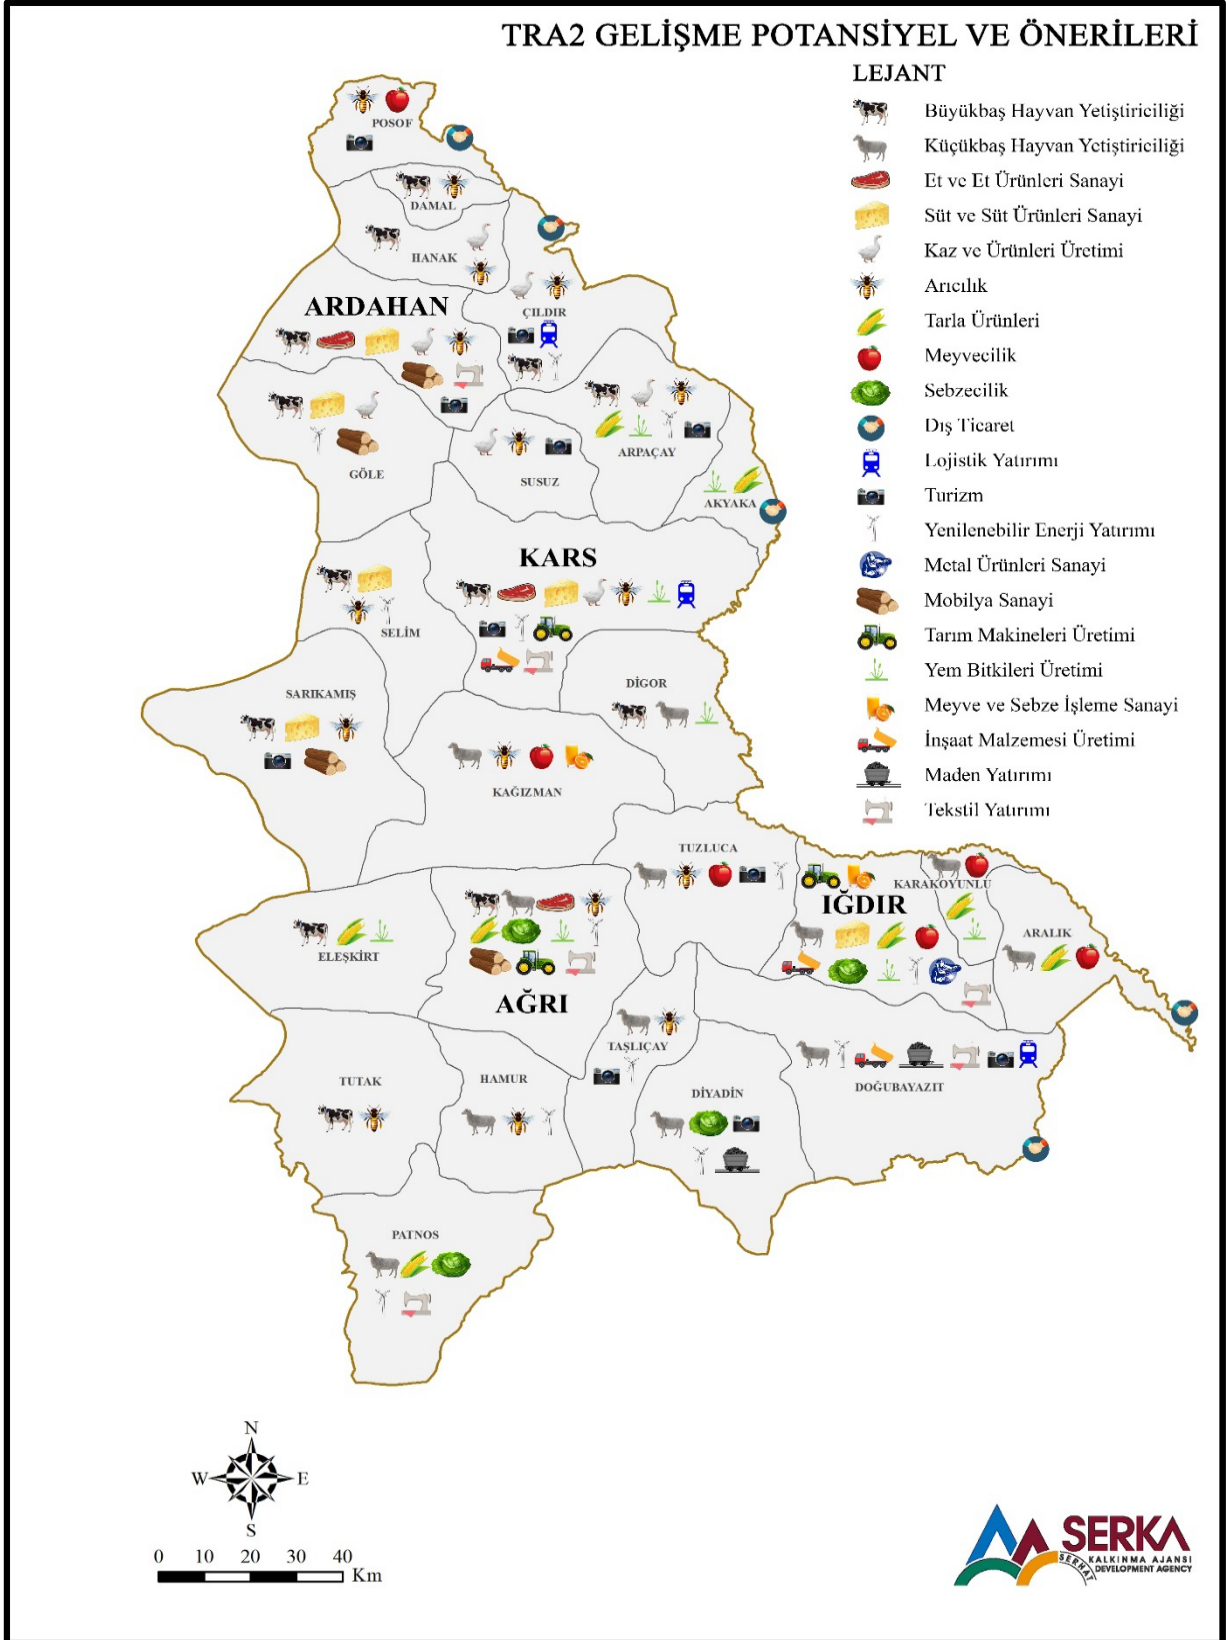 TRA2 GELİŞME POTANSİYEL VE ÖNERİLERİ
LEJANT
Büyükbaş Hayvan Yetiştiriciliği
Küçükbaş Hayvan Yetiştiriciliği
Et ve Et Ürünleri Sanayi
Süt ve Süt Ürünleri Sanayi
Kaz ve Ürünleri Üretimi
Arıcılık
Tarla Ürünleri
Meyvecilik
Sebzecilik
Dış Ticaret
Lojistik Yatırımı
Turizm
Yenilenebilir Enerji Yatırımı
Metal Ürünleri Sanayi
Mobilya Sanayi
Tarım Makineleri Üretimi
Yem Bitkileri Üretimi
Meyve ve Sebze İşleme Sanayi
İnşaat Malzemesi Üretimi
Maden Yatırımı
Tekstil Yatırımı
POSOF
DAMAL
HANAK
ARDAHAN
ÇILDIR
GÖLE
SUSUZ
ARPAÇAY
AKYAKA
KARS
SELİM
SARIKAMIŞ
DİGOR
KAĞIZMAN
TUZLUCA
KARAKOYUNLU
IĞDIR
ARALIK
ELEŞKİRT
AĞRI
TAŞLIÇAY
DOĞUBAYAZIT
TUTAK
HAMUR
DİYADİN
PATNOS
N
W E
S
0 10 20 30 40
Km
SERKA
SERHAT
KALKINMA AJANSI
DEVELOPMENT AGENCY